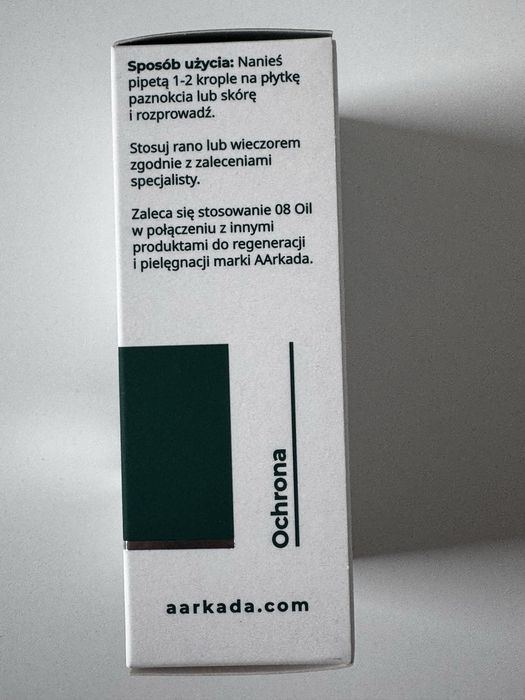 Sposób użycia: Nanieś
pipetą 1-2 krople na płytkę
paznokcia lub skórę
i rozprowadź.
Stosuj rano lub wieczorem
zgodnie z zaleceniami
specjalisty.
Zaleca się stosowanie 08 Oil
w połączeniu z innymi
produktami do regeneracji
i pielęgnacji marki AArkada.
Ochrona
aarkada.com